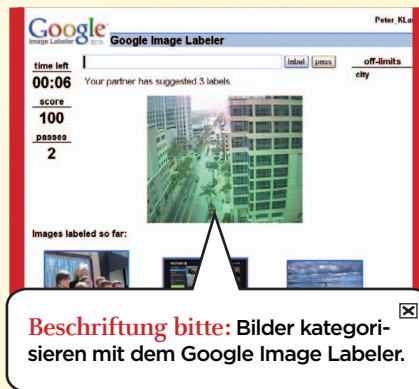 Google
Image Labeler BETA
Google Image Labeler
Peter_KLa
time left
00:06
score
100
passes
2
label
pass
Your partner has suggested 3 labels.
off-limits
city
Images labeled so far:
Beschriftung bitte: Bilder kategori-
sieren mit dem Google Image Labeler.